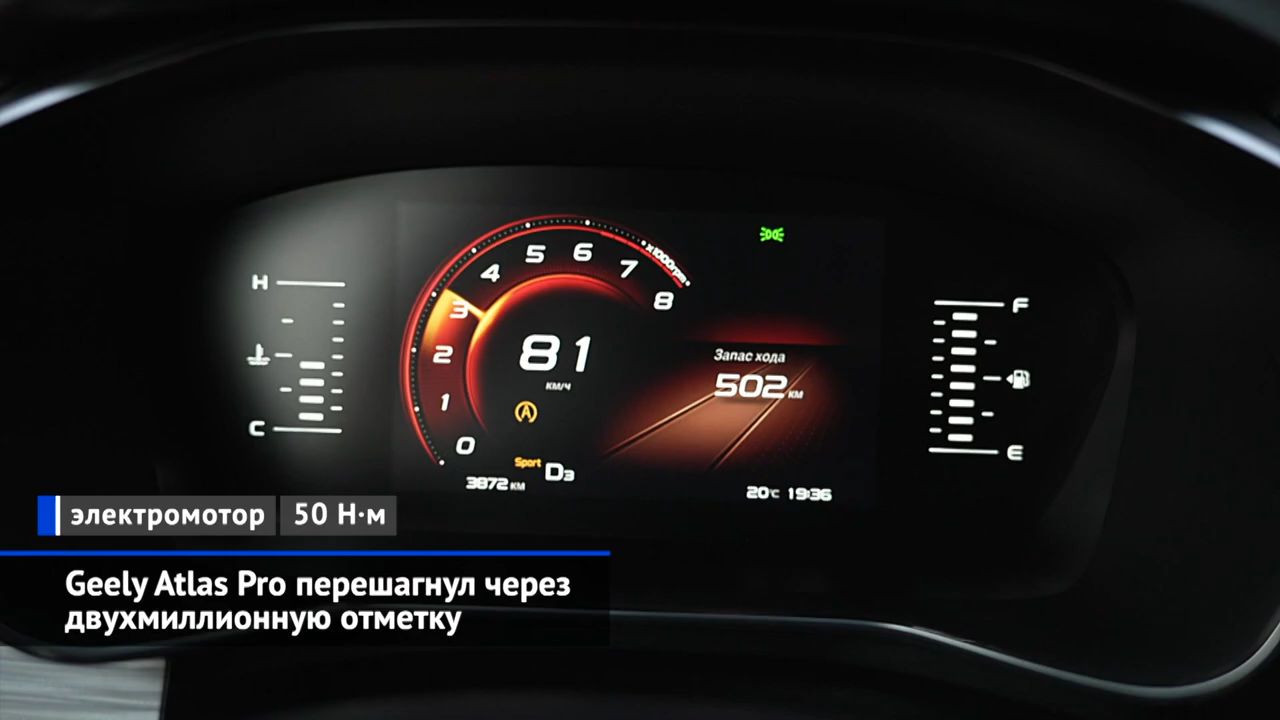 H
C
0
1
2
3
4
5
6
7
8
x1000rpm
81
км/ч
A
Sport
D3
3872 км
Запас хода
502 км
20℃ 19:36
F
E
электромотор 50 Н·м
Geely Atlas Pro перешагнул через
двухмиллионную отметку